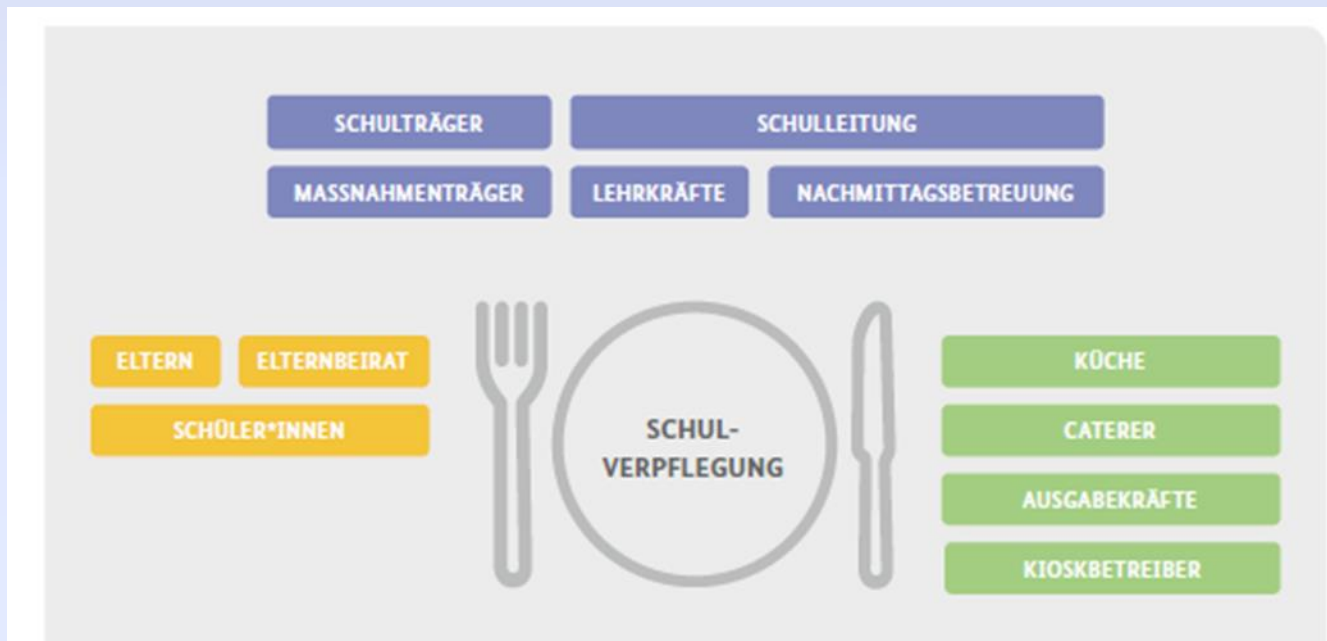 SCHULTRÄGER
SCHULLEITUNG
MASSNAHMENTRÄGER
LEHRKRÄFTE
NACHMITTAGSBETREUUNG
ELTERN
ELTERNBEIRAT
SCHÜLER*INNEN
SCHUL-
VERPFLEGUNG
KÜCHE
CATERER
AUSGABEKRÄFTE
KIOSKBETREIBER